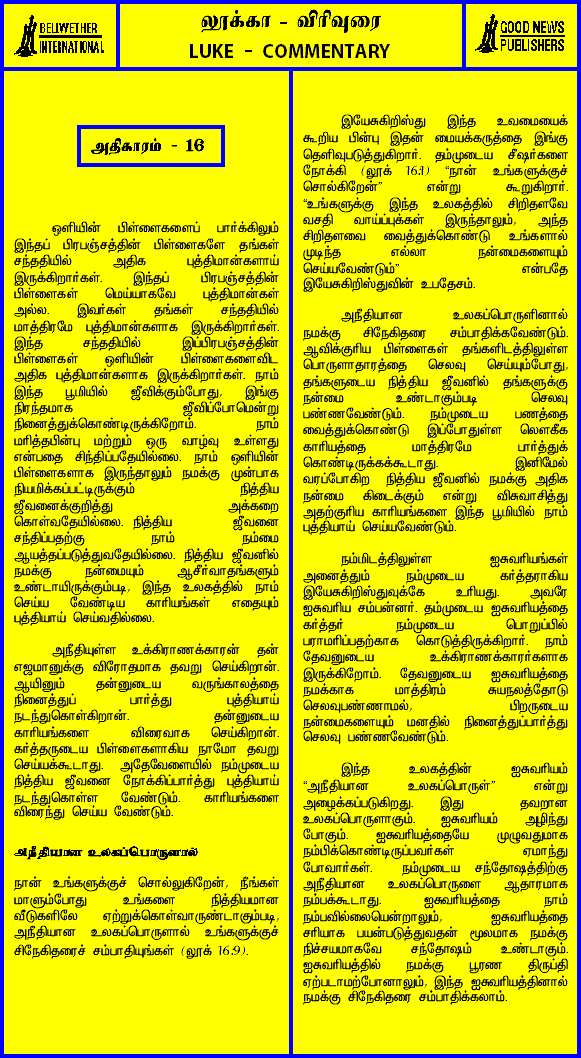 BELLWETHER
INTERNATIONAL
லூக்கா - விரிவுரை
LUKE - COMMENTARY
GOOD NEWS
PUBLISHERS
அதிகாரம் - 16
ஒளியின் பிள்ளைகளைப் பார்க்கிலும்
இந்தப் பிரபஞ்சத்தின் பிள்ளைகளே தங்கள்
சந்ததியில் அதிக புத்திமான்களாய்
இருக்கிறார்கள். இந்தப் பிரபஞ்சத்தின்
பிள்ளைகள் மெய்யாகவே புத்திமான்கள்
அல்ல. இவர்கள் தங்கள் சந்ததியில்
மாத்திரமே புத்திமான்களாக இருக்கிறார்கள்.
இந்த சந்ததியில் இப்பிரபஞ்சத்தின்
பிள்ளைகள் ஒளியின் பிள்ளைகளைவிட
அதிக புத்திமான்களாக இருக்கிறார்கள். நாம்
இந்த பூமியில் ஜீவிக்கும்போது, இங்கு
நிரந்தமாக ஜீவிப்போமென்று
நினைத்துக்கொண்டிருக்கிறோம். நாம்
மரித்தபின்பு மற்றும் ஒரு வாழ்வு உள்ளது
என்பதை சிந்திப்பதேயில்லை. நாம் ஒளியின்
பிள்ளைகளாக இருந்தாலும் நமக்கு முன்பாக
நியமிக்கப்பட்டிருக்கும் நித்திய
ஜீவனைக்குறித்து அக்கறை
கொள்வதேயில்லை. நித்திய ஜீவனை
சந்திப்பதற்கு நாம் நம்மை
ஆயத்தப்படுத்துவதேயில்லை. நித்திய ஜீவனில்
நமக்கு நன்மையும் ஆசீர்வாதங்களும்
உண்டாயிருக்கும்படி, இந்த உலகத்தில் நாம்
செய்ய வேண்டிய காரியங்கள் எதையும்
புத்தியாய் செய்வதில்லை.
அநீதியுள்ள உக்கிராணக்காரன் தன்
எஜமானுக்கு விரோதமாக தவறு செய்கிறான்.
ஆயினும் தன்னுடைய வருங்காலத்தை
நினைத்துப் பார்த்து புத்தியாய்
நடந்துகொள்கிறான். தன்னுடைய
காரியங்களை விரைவாக செய்கிறான்.
கர்த்தருடைய பிள்ளைகளாகிய நாமோ தவறு
செய்யக்கூடாது. அதேவேளையில் நம்முடைய
நித்திய ஜீவனை நோக்கிப்பார்த்து புத்தியாய்
நடந்துகொள்ள வேண்டும். காரியங்களை
விரைந்து செய்ய வேண்டும்.
அநீதியான உலகப்பொருளால்
நான் உங்களுக்குச் சொல்லுகிறேன், நீங்கள்
மாளும்போது உங்களை நித்தியமான
வீடுகளிலே ஏற்றுக்கொள்வாருண்டாகும்படி,
அநீதியான உலகப்பொருளால் உங்களுக்குச்
சிநேகிதரைச் சம்பாதியுங்கள் (லூக் 16:9).
இயேசுகிறிஸ்து இந்த உவமையைக்
கூறிய பின்பு இதன் மையக்கருத்தை இங்கு
தெளிவுபடுத்துகிறார். தம்முடைய சீஷர்களை
நோக்கி (லூக் 16:1) “நான் உங்களுக்குச்
சொல்கிறேன்” என்று கூறுகிறார்.
“உங்களுக்கு இந்த உலகத்தில் சிறிதளவே
வசதி வாய்ப்புக்கள் இருந்தாலும், அந்த
சிறிதளவை வைத்துக்கொண்டு உங்களால்
முடிந்த எல்லா நன்மைகளையும்
செய்யவேண்டும்” என்பதே
இயேசுகிறிஸ்துவின் உபதேசம்.
அநீதியான உலகப்பொருளினால்
நமக்கு சிநேகிதரை சம்பாதிக்கவேண்டும்.
ஆவிக்குரிய பிள்ளைகள் தங்களிடத்திலுள்ள
பொருளாதாரத்தை செலவு செய்யும்போது,
தங்களுடைய நித்திய ஜீவனில் தங்களுக்கு
நன்மை உண்டாகும்படி செலவு
பண்ணவேண்டும். நம்முடைய பணத்தை
வைத்துக்கொண்டு இப்போதுள்ள லௌகீக
காரியத்தை மாத்திரமே பார்த்துக்
கொண்டிருக்கக்கூடாது. இனிமேல்
வரப்போகிற நித்திய ஜீவனில் நமக்கு அதிக
நன்மை கிடைக்கும் என்று விசுவாசித்து
அதற்குரிய காரியங்களை இந்த பூமியில் நாம்
புத்தியாய் செய்யவேண்டும்.
நம்மிடத்திலுள்ள ஐசுவரியங்கள்
அனைத்தும் நம்முடைய கர்த்தராகிய
இயேசுகிறிஸ்துவுக்கே உரியது. அவரே
ஐசுவரிய சம்பன்னர். தம்முடைய ஐசுவரியத்தை
கர்த்தர் நம்முடைய பொறுப்பில்
பராமரிப்பதற்காக கொடுத்திருக்கிறார். நாம்
தேவனுடைய உக்கிராணக்காரர்களாக
இருக்கிறோம். தேவனுடைய ஐசுவரியத்தை
நமக்காக மாத்திரம் சுயநலத்தோடு
செலவுபண்ணாமல், பிறருடைய
நன்மைகளையும் மனதில் நினைத்துப்பார்த்து
செலவு பண்ணவேண்டும்.
இந்த உலகத்தின் ஐசுவரியம்
“அநீதியான உலகப்பொருள்” என்று
அழைக்கப்படுகிறது. இது தவறான
உலகப்பொருளாகும். ஐசுவரியம் அழிந்து
போகும். ஐசுவரியத்தையே முழுவதுமாக
நம்பிக்கொண்டிருப்பவர்கள் ஏமாந்து
போவார்கள். நம்முடைய சந்தோஷத்திற்கு
அநீதியான உலகப்பொருளை ஆதாரமாக
நம்பக்கூடாது. ஐசுவரியத்தை நாம்
நம்பவில்லையென்றாலும், ஐசுவரியத்தை
சரியாக பயன்படுத்துவதன் மூலமாக நமக்கு
நிச்சயமாகவே சந்தோஷம் உண்டாகும்.
ஐசுவரியத்தில் நமக்கு பூரண திருப்தி
ஏற்படாமற்போனாலும், இந்த ஐசுவரியத்தினால்
நமக்கு சிநேகிதரை சம்பாதிக்கலாம்.